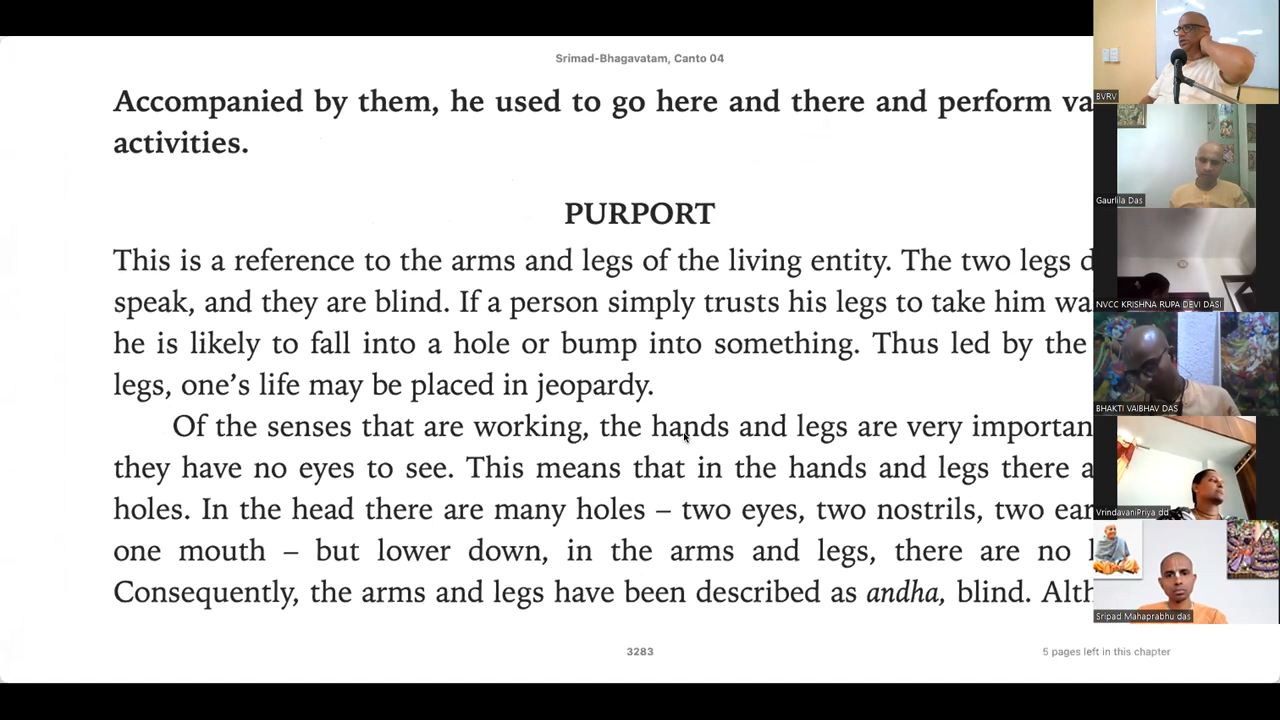 Srimad-Bhagavatam, Canto 04
Accompanied by them, he used to go here and there and perform
activities.
PURPORT
This is a reference to the arms and legs of the living entity. The two legs
speak, and they are blind. If a person simply trusts his legs to take him
he is likely to fall into a hole or bump into something. Thus led by the
legs, one's life may be placed in jeopardy.
Of the senses that are working, the hands and legs are very
they have no eyes to see. This means that in the hands and legs there
holes. In the head there are many holes – two eyes, two nostrils, two
one mouth – but lower down, in the arms and legs, there are no
Consequently, the arms and legs have been described as andha, blind.
3283
5 pages left in this chapter
BVRV
Gaurlila Das
NVCC KRISHNA RUPA DEVI DASI
BHAKTI VAIBHAV DAS
VrindavaniPriya dd
Sripad Mahaprabhu das